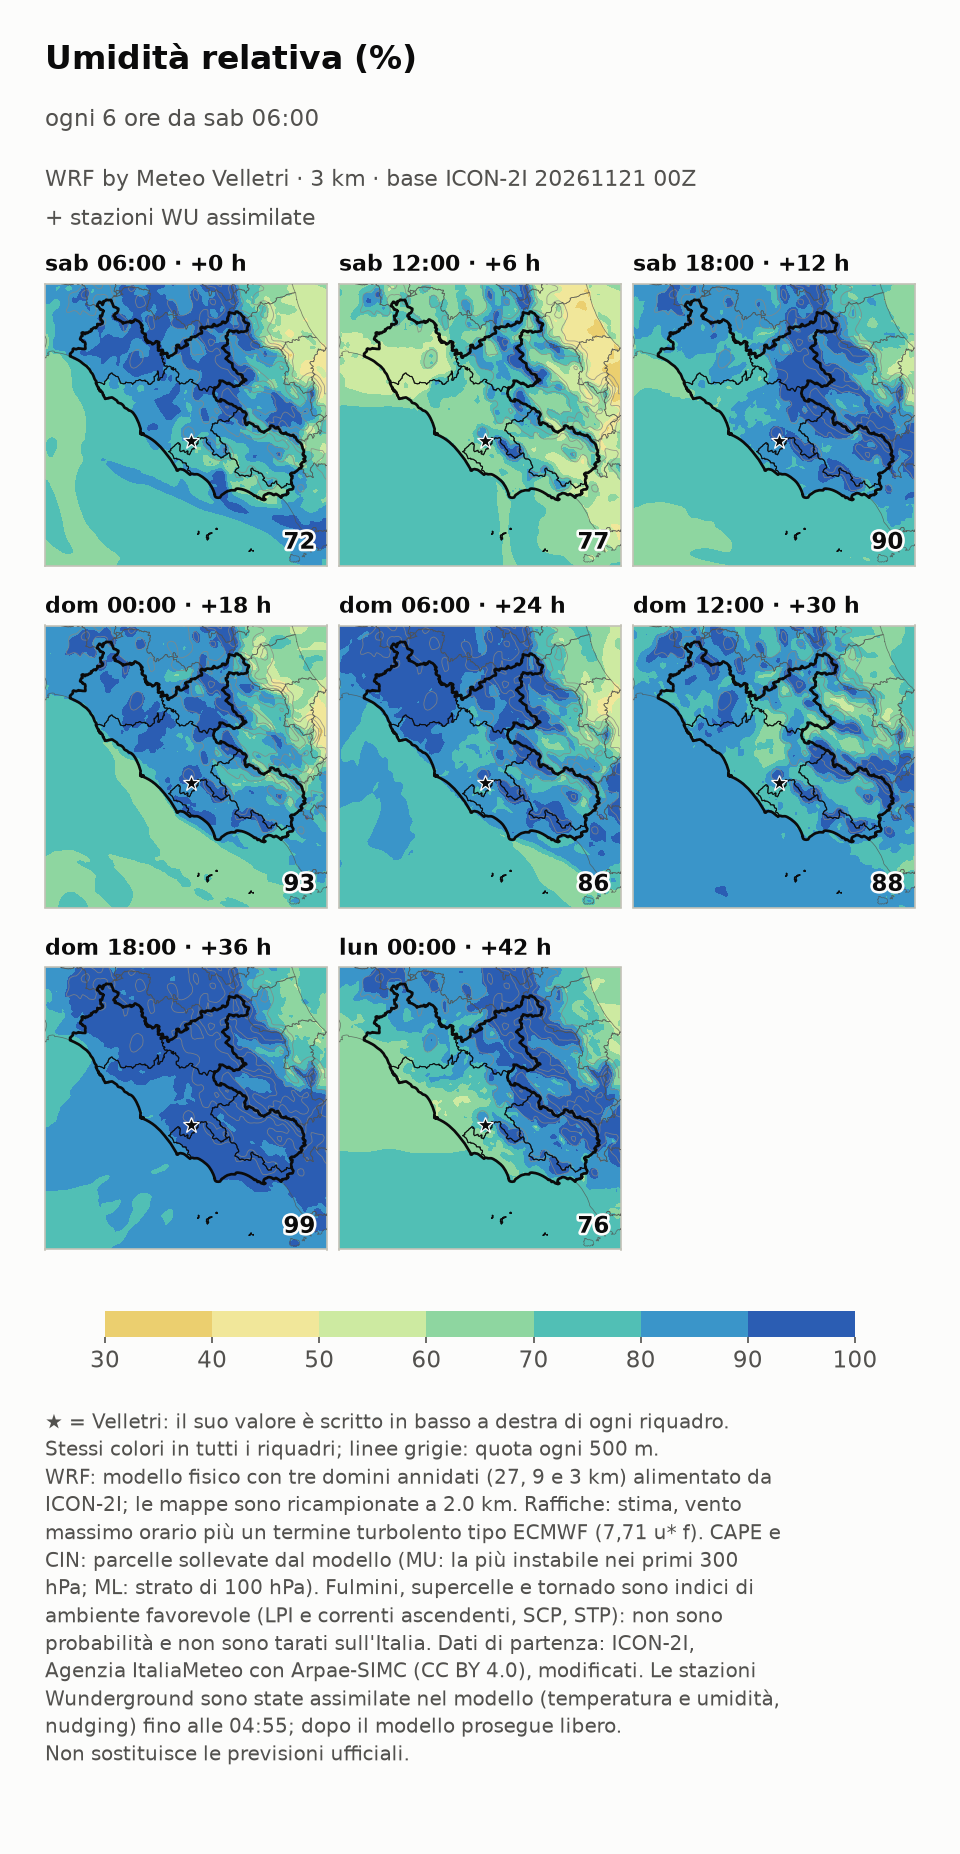 Umidità relativa (%)
ogni 6 ore da sab 06:00
WRF by Meteo Velletri · 3 km · base ICON-2I 20261121 00Z
+ stazioni WU assimilate
sab 06:00 · +0 h
sab 12:00 · +6 h
sab 18:00 · +12 h
72
77
90
dom 00:00 · +18 h
dom 06:00 · +24 h
dom 12:00 · +30 h
93
86
88
dom 18:00 · +36 h
lun 00:00 · +42 h
99
76
30 40 50 60 70 80 90 100
★ = Velletri: il suo valore è scritto in basso a destra di ogni riquadro.
Stessi colori in tutti i riquadri; linee grigie: quota ogni 500 m.
WRF: modello fisico con tre domini annidati (27, 9 e 3 km) alimentato da
ICON-2I; le mappe sono ricampionate a 2.0 km. Raffiche: stima, vento
massimo orario più un termine turbolento tipo ECMWF (7,71 u* f). CAPE e
CIN: parcelle sollevate dal modello (MU: la più instabile nei primi 300
hPa; ML: strato di 100 hPa). Fulmini, supercelle e tornado sono indici di
ambiente favorevole (LPI e correnti ascendenti, SCP, STP): non sono
probabilità e non sono tarati sull'Italia. Dati di partenza: ICON-2I,
Agenzia ItaliaMeteo con Arpae-SIMC (CC BY 4.0), modificati. Le stazioni
Wunderground sono state assimilate nel modello (temperatura e umidità,
nudging) fino alle 04:55; dopo il modello prosegue libero.
Non sostituisce le previsioni ufficiali.